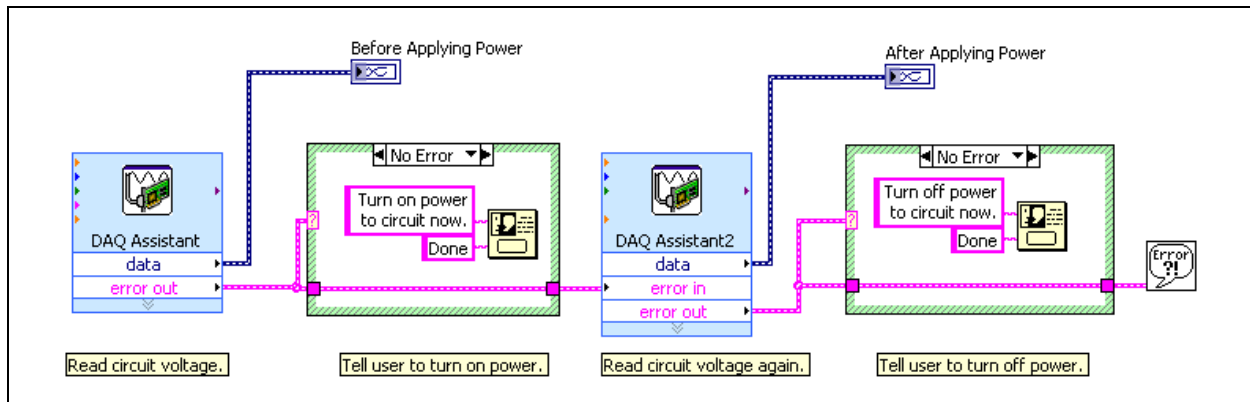 Before Applying Power
After Applying Power
No Error
No Error
Turn on power
to circuit now.
Done
Turn off power
to circuit now.
Done
DAQ Assistant
data
error out
?
DAQ Assistant2
data
error in
error out
?
Error
?!
Read circuit voltage.
Tell user to turn on power.
Read circuit voltage again.
Tell user to turn off power.